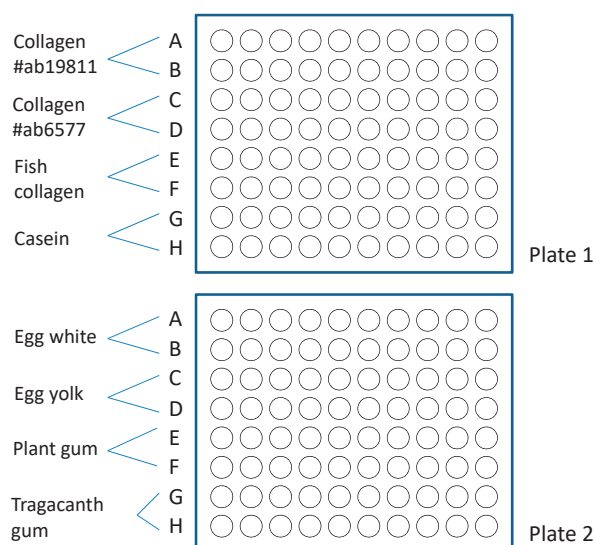 Collagen
#ab19811
A
B
Collagen
#ab6577
C
D
Fish
collagen
E
F
Casein
G
H
Plate 1
Egg white
A
B
Egg yolk
C
D
Plant gum
E
F
Tragacanth
gum
G
H
Plate 2